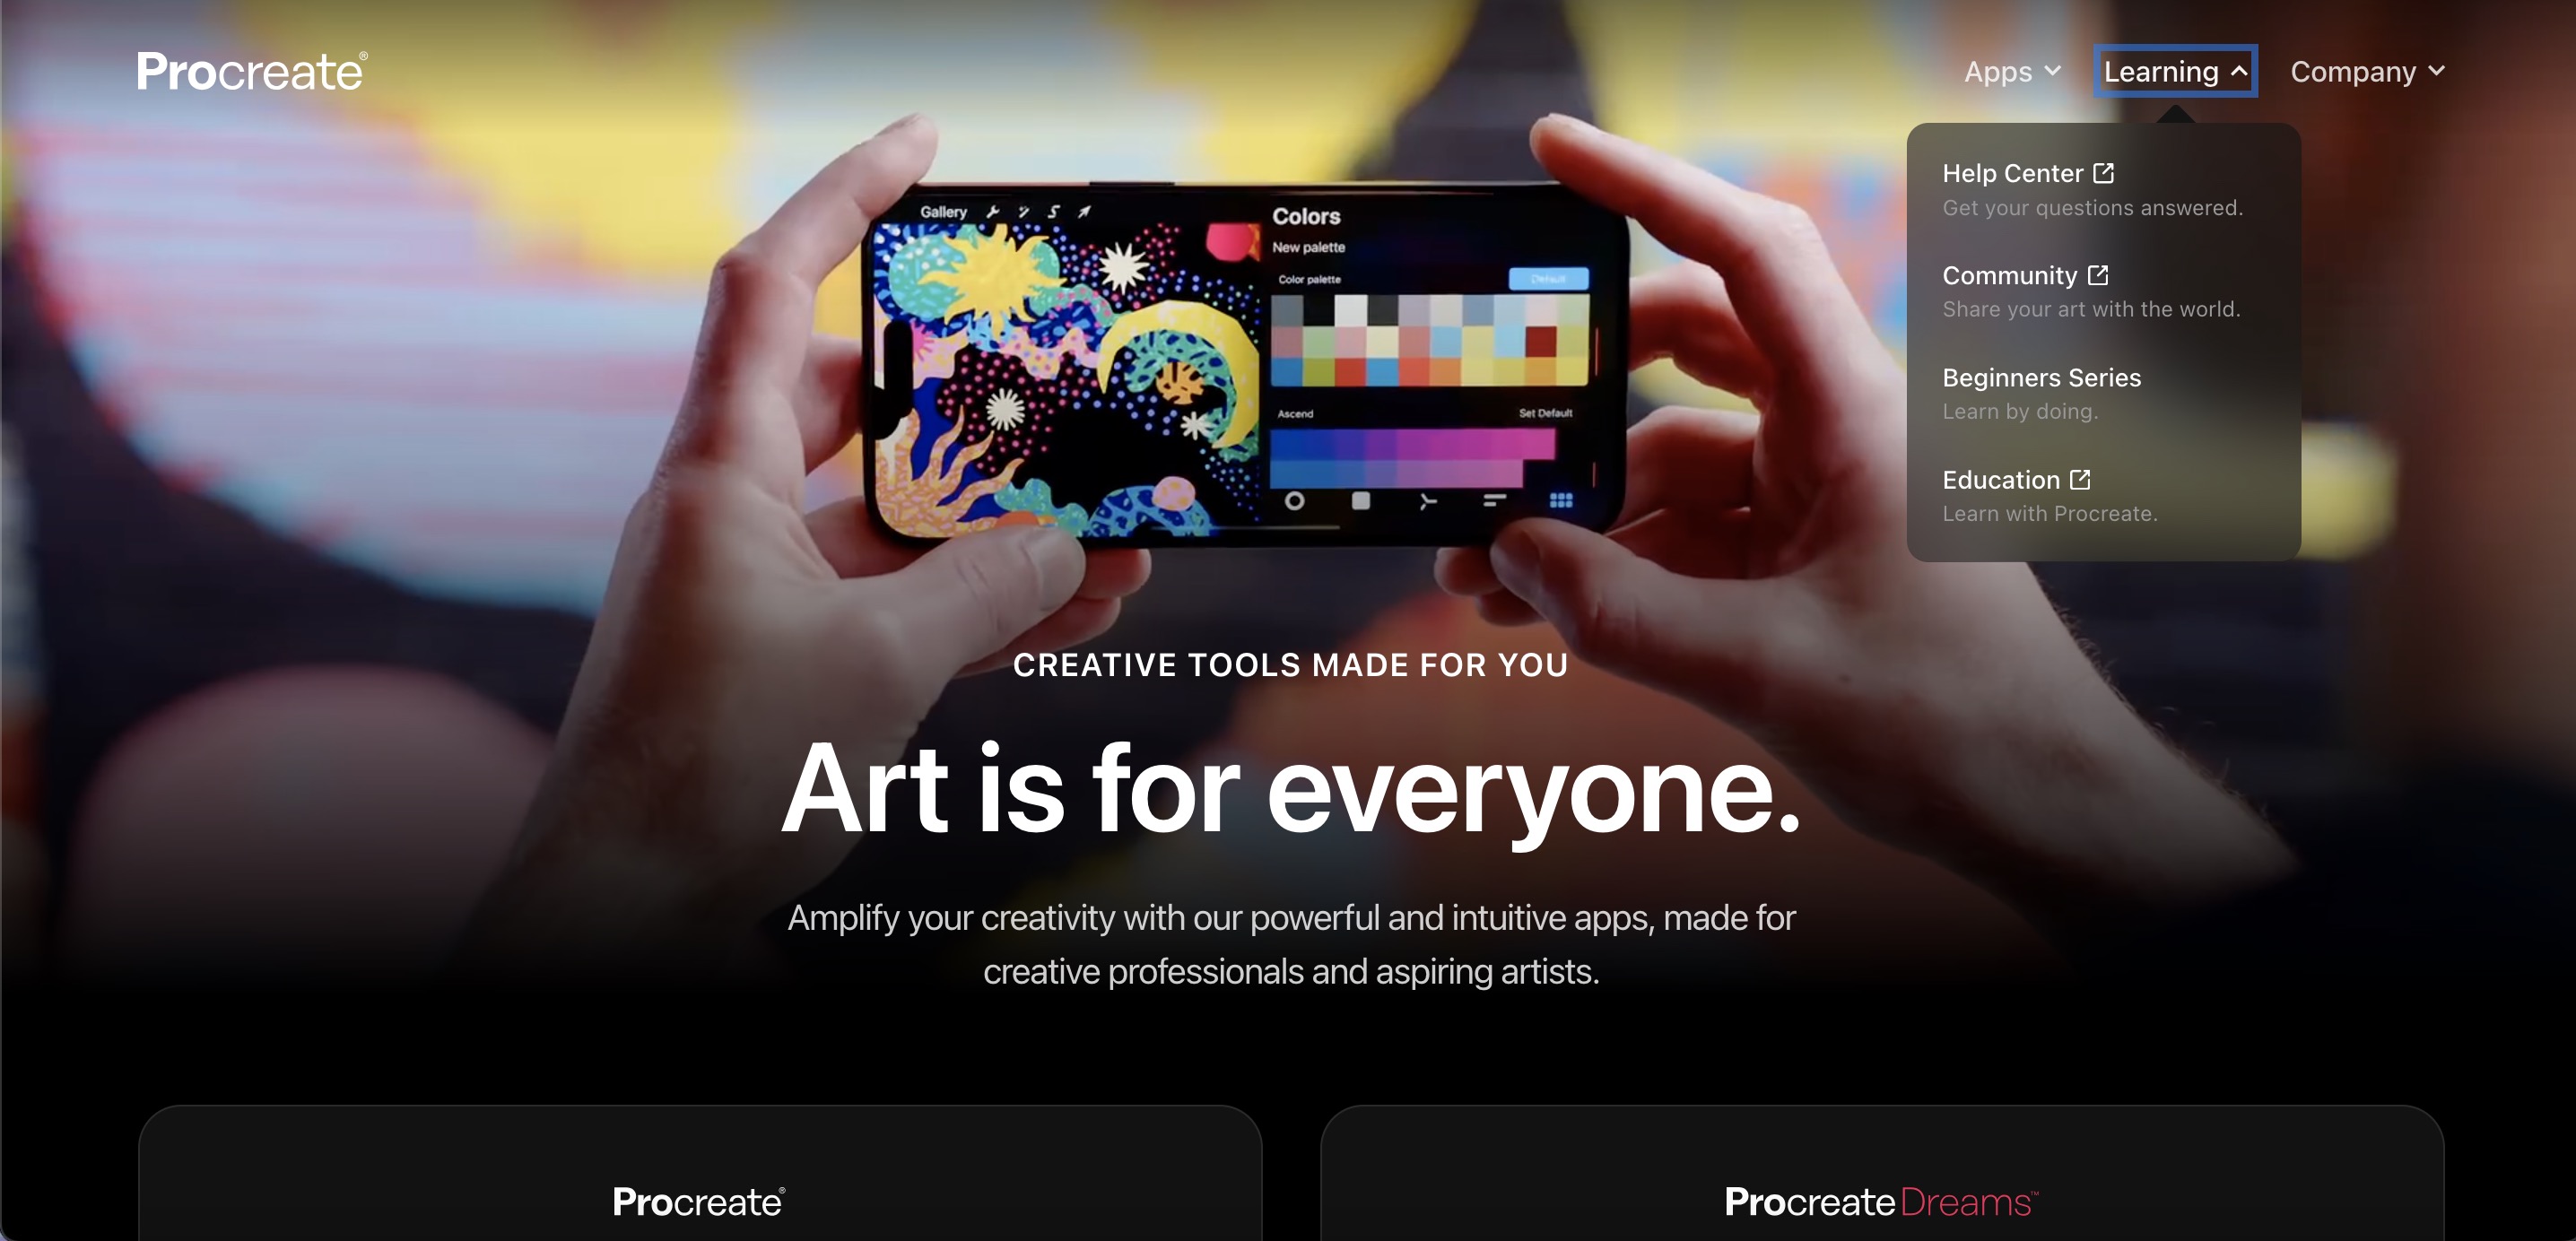 Procreate®
Apps
Learning
Company
Help Center
Get your questions answered.
Community
Share your art with the world.
Beginners Series
Learn by doing.
Education
Learn with Procreate.
Gallery
Colors
New palette
Color palette
Default
Ascend
Set Default
CREATIVE TOOLS MADE FOR YOU
Art is for everyone.
Amplify your creativity with our powerful and intuitive apps, made for
creative professionals and aspiring artists.
Procreate®
Procreate Dreams™